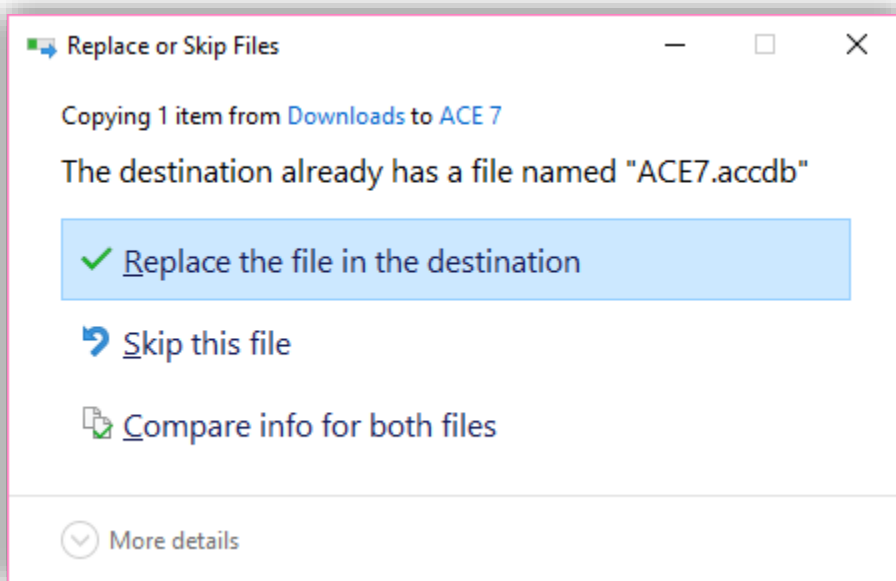 Replace or Skip Files
Copying 1 item from Downloads to ACE 7
The destination already has a file named "ACE7.accdb"
Replace the file in the destination
Skip this file
Compare info for both files
More details